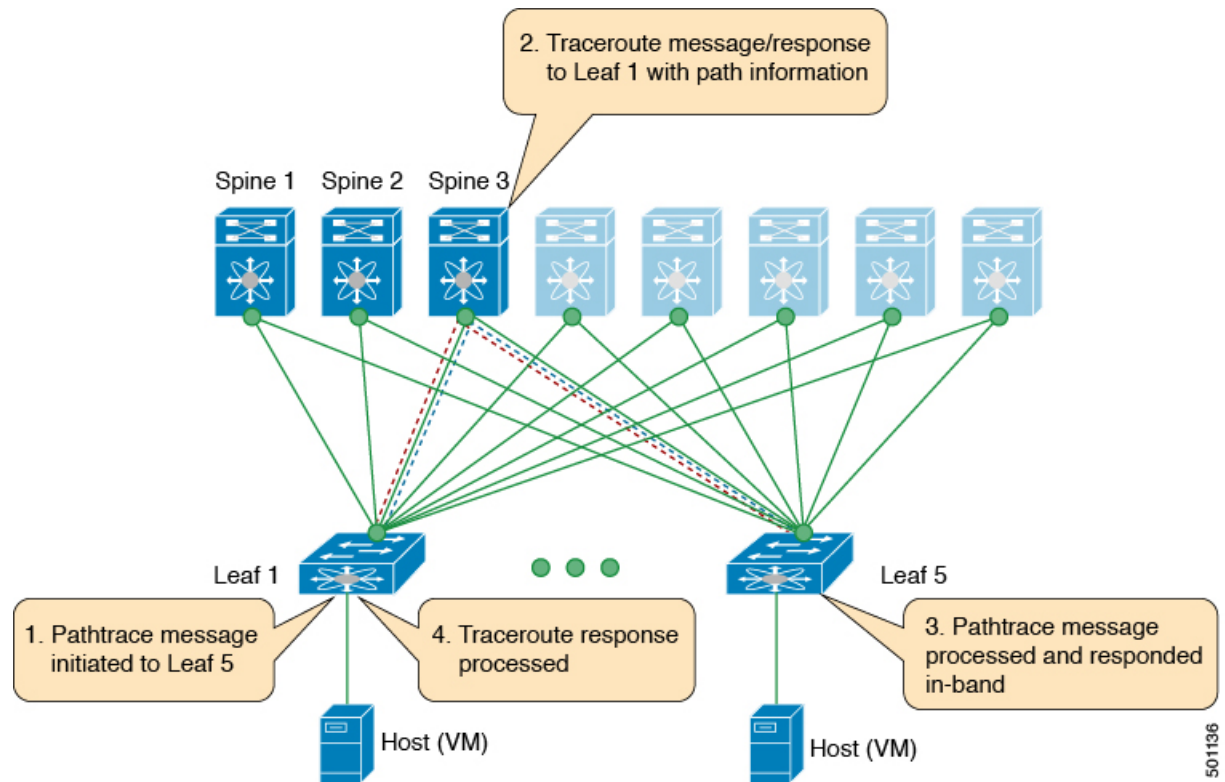 2. Traceroute message/response
to Leaf 1 with path information
Spine 1
Spine 2
Spine 3
Leaf 1
Leaf 5
1. Pathtrace message
initiated to Leaf 5
4. Traceroute response
processed
3. Pathtrace message
processed and responded
in-band
Host (VM)
Host (VM)
501136